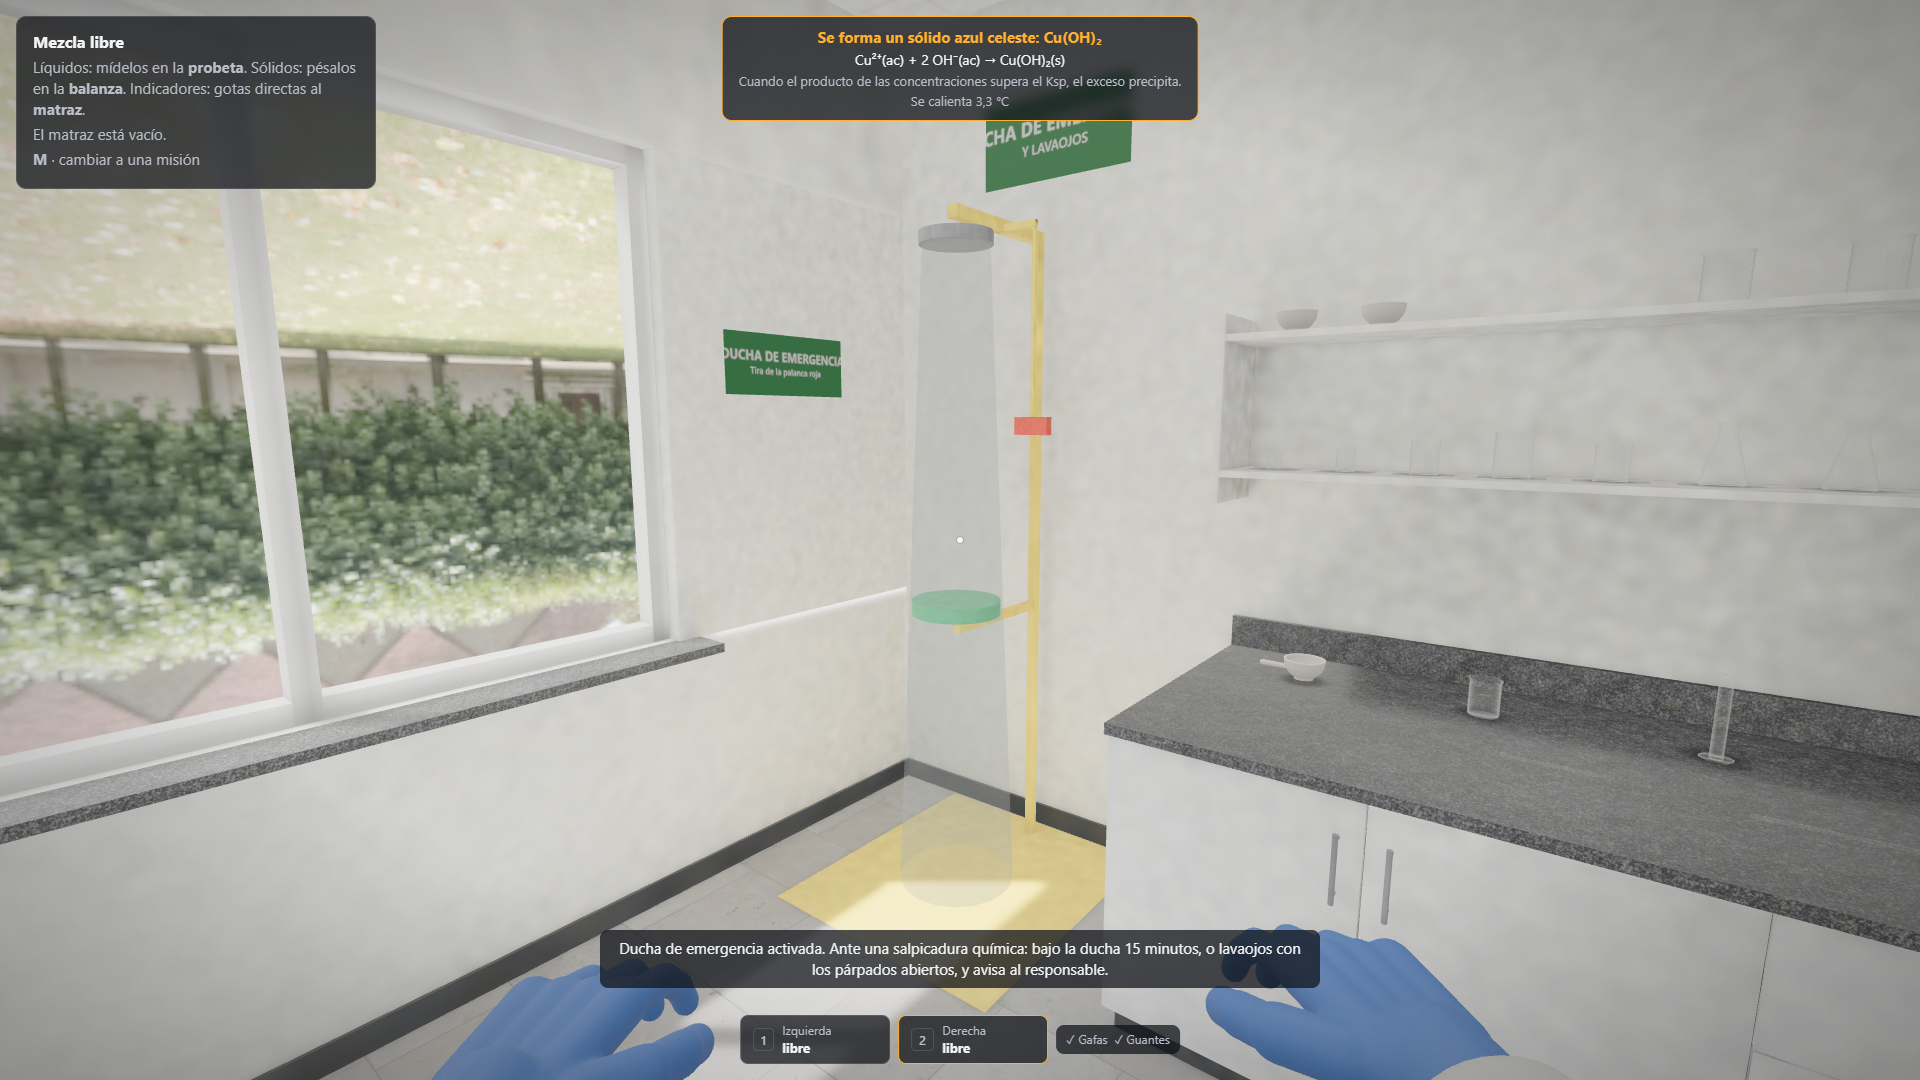 Mezcla libre
Líquidos: mídelos en la probeta. Sólidos: pésalos
en la balanza. Indicadores: gotas directas al
matraz.
El matraz está vacío.
M · cambiar a una misión
Se forma un sólido azul celeste: Cu(OH)₂
Cu²⁺(ac) + 2 OH⁻(ac) → Cu(OH)₂(s)
Cuando el producto de las concentraciones supera el Ksp, el exceso precipita.
Se calienta 3,3 °C
Y LAVAOJOS
DUCHA DE EMERGENCIA
Tira de la palanca roja
Ducha de emergencia activada. Ante una salpicadura química: bajo la ducha 15 minutos, o lavaojos con
los párpados abiertos, y avisa al responsable.
1 Izquierda
libre
2 Derecha
libre
✓ Gafas ✓ Guantes